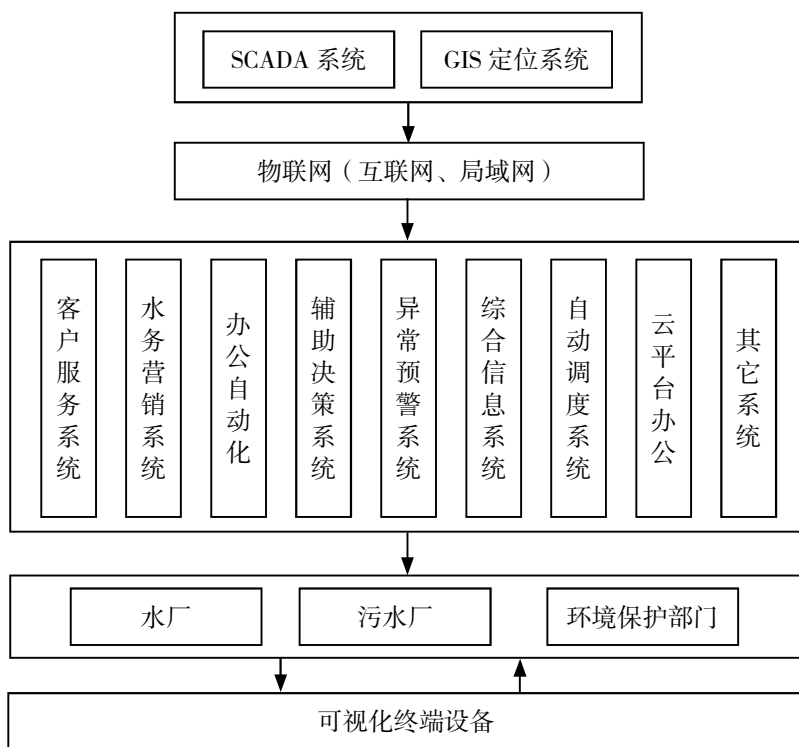 SCADA 系统
GIS 定位系统
物联网（互联网、局域网）
客户服务系统
水务营销系统
办公自动化
辅助决策系统
异常预警系统
综合信息系统
自动调度系统
云平台办公
其它系统
水厂
污水厂
环境保护部门
可视化终端设备